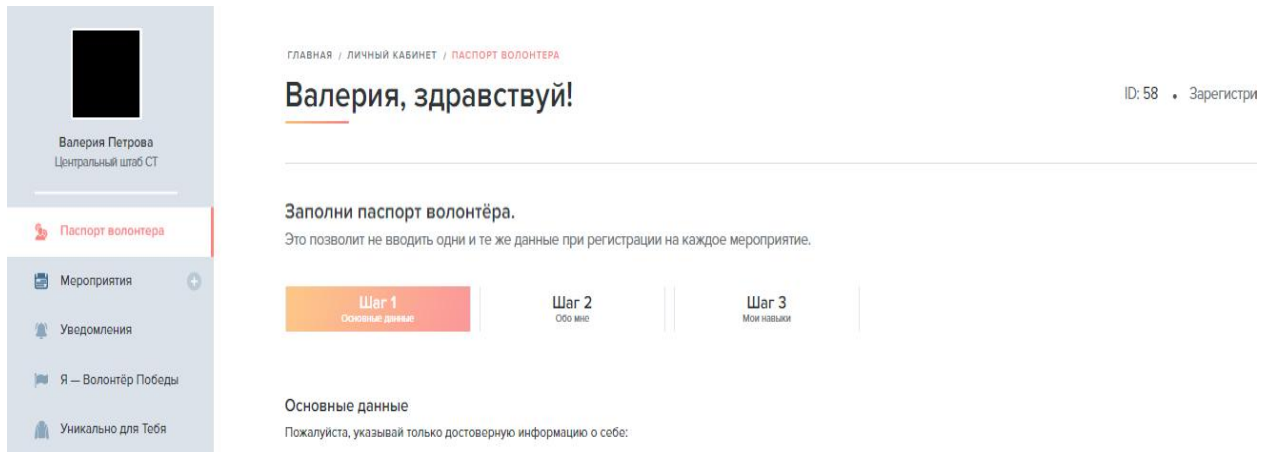 Валерия Петрова
Центральный штаб СТ
Паспорт волонтера
Мероприятия
Уведомления
Я — Волонтёр Победы
Уникально для Тебя
ГЛАВНАЯ / ЛИЧНЫЙ КАБИНЕТ / ПАСПОРТ ВОЛОНТЕРА
Валерия, здравствуй!
ID: 58 • Зарегистри
Заполни паспорт волонтёра.
Это позволит не вводить одни и те же данные при регистрации на каждое мероприятие.
Шаг 1
Основные данные
Шаг 2
Обо мне
Шаг 3
Мои навыки
Основные данные
Пожалуйста, указывай только достоверную информацию о себе: